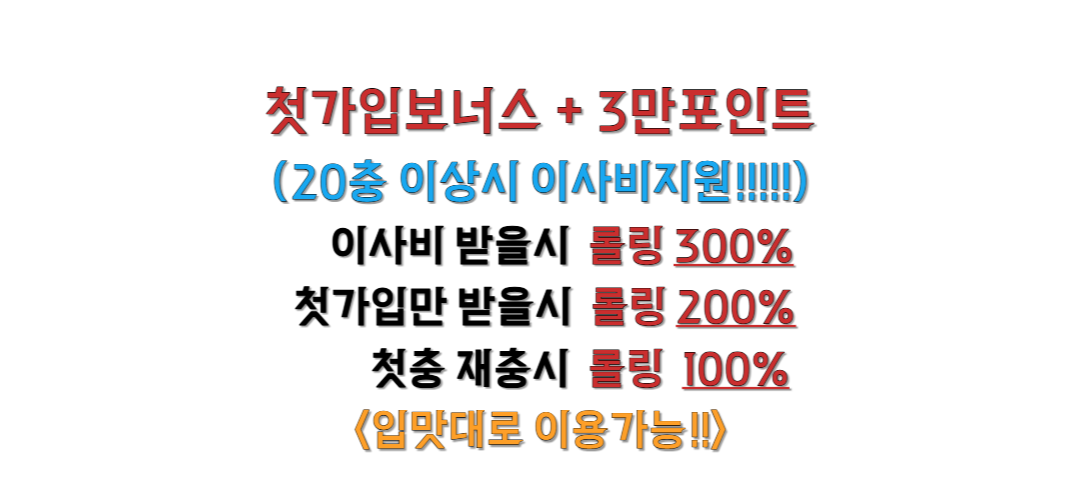 첫가입보너스 + 3만포인트
(20충 이상시 이사비지원!!!!!)
이사비 받을시 롤링 300%
첫가입만 받을시 롤링 200%
첫충 재충시 롤링 100%
<입맛대로 이용가능!!>